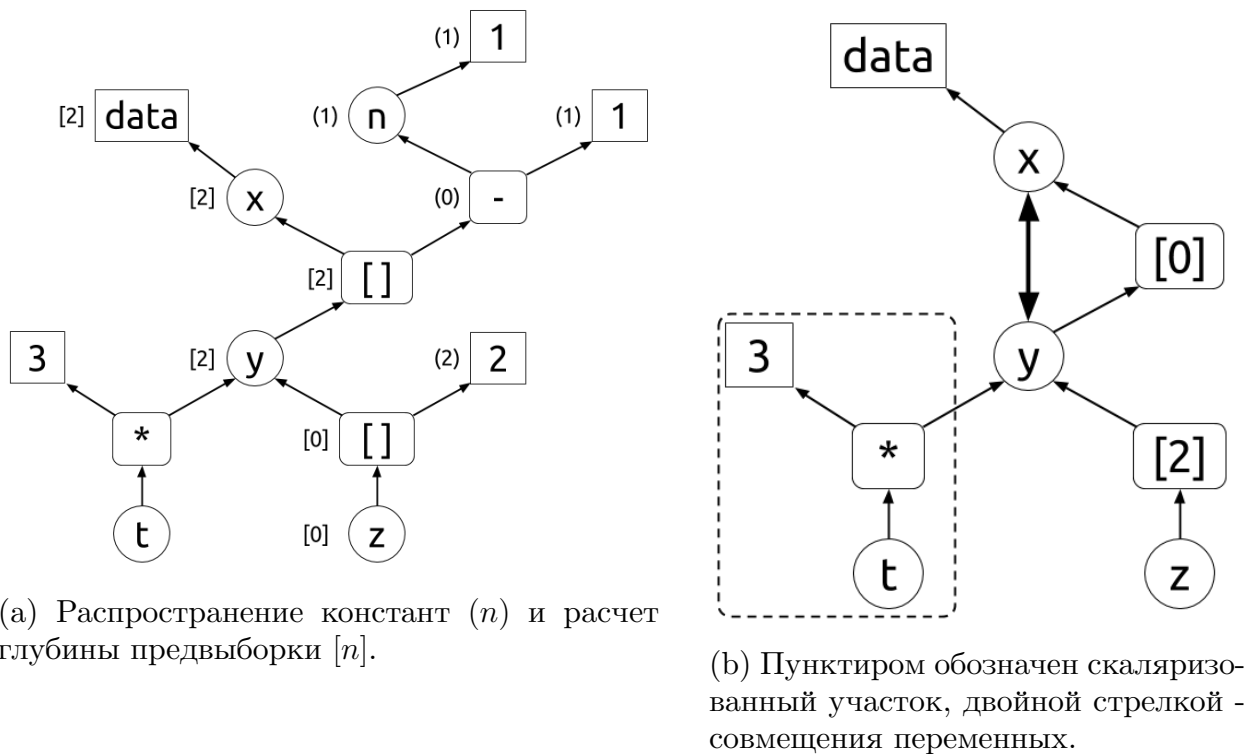 (1) 1
[2] data
(1) n
(1) 1
[2] x
(0) -
[2] []
3
[2] y
(2) 2
*
[0] []
t
[0] z
(a) Распространение констант (n) и расчет
глубины предвыборки [n].
data
x
[0]
3
y
*
[2]
t
z
(b) Пунктиром обозначен скаляризо-
ванный участок, двойной стрелкой -
совмещения переменных.